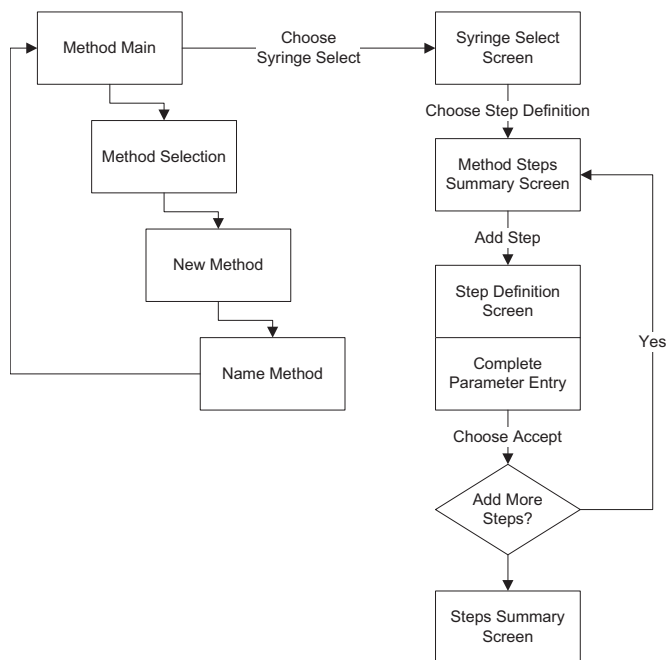 Method Main
Choose
Syringe Select
Syringe Select
Screen
Choose Step Definition
Method Selection
Method Steps
Summary Screen
Add Step
New Method
Step Definition
Screen
Yes
Name Method
Complete
Parameter Entry
Choose Accept
Add More
Steps?
Steps Summary
Screen